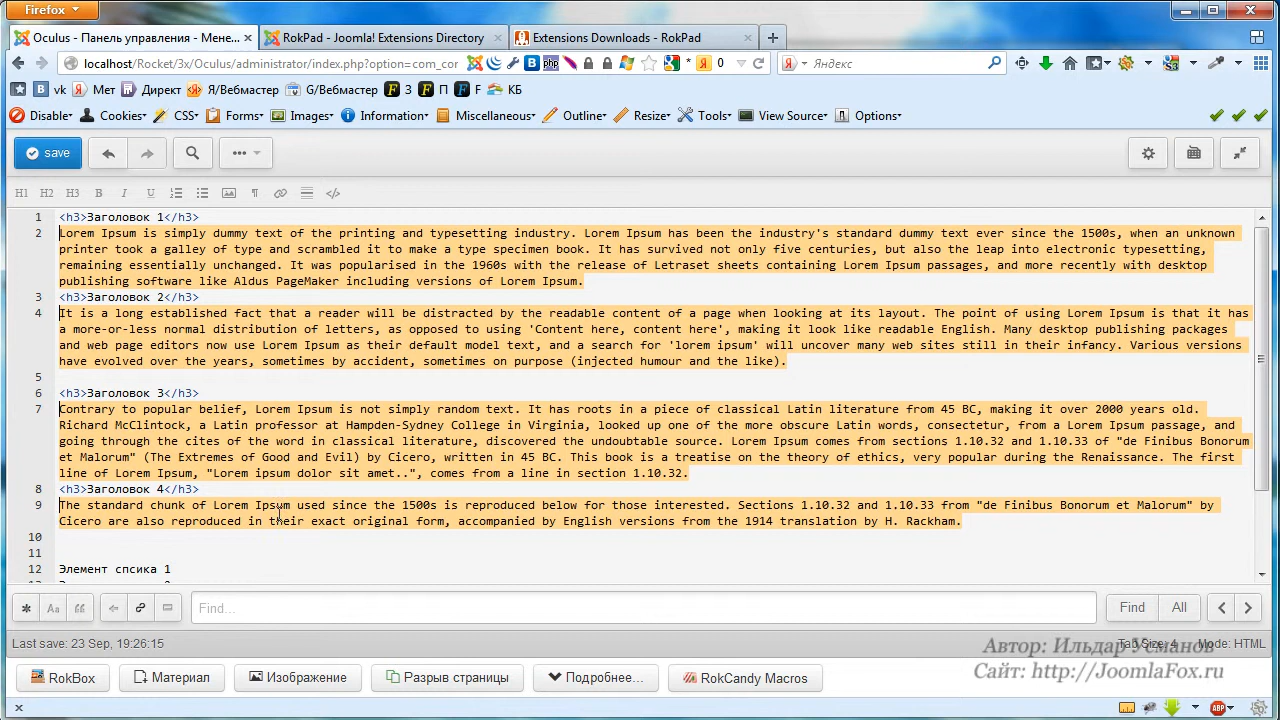 Firefox
Oculus - Панель управления - Мене...
RokPad - Joomla! Extensions Directory
Extensions Downloads - RokPad
localhost/Rocket/3x/Oculus/administrator/index.php?option=com_cor
0
Яндекс
vk Мет Директ Я/Вебмастер G/Вебмастер З П F КБ
Disable Cookies CSS Forms Images Information Miscellaneous Outline Resize Tools View Source Options
save
H1 H2 H3 B I U
1 <h3>Заголовок 1</h3>
2 Lorem Ipsum is simply dummy text of the printing and typesetting industry. Lorem Ipsum has been the industry's standard dummy text ever since the 1500s, when an unknown
printer took a galley of type and scrambled it to make a type specimen book. It has survived not only five centuries, but also the leap into electronic typesetting,
remaining essentially unchanged. It was popularised in the 1960s with the release of Letraset sheets containing Lorem Ipsum passages, and more recently with desktop
publishing software like Aldus PageMaker including versions of Lorem Ipsum.
3 <h3>Заголовок 2</h3>
4 It is a long established fact that a reader will be distracted by the readable content of a page when looking at its layout. The point of using Lorem Ipsum is that it has
a more-or-less normal distribution of letters, as opposed to using 'Content here, content here', making it look like readable English. Many desktop publishing packages
and web page editors now use Lorem Ipsum as their default model text, and a search for 'lorem ipsum' will uncover many web sites still in their infancy. Various versions
have evolved over the years, sometimes by accident, sometimes on purpose (injected humour and the like).
5
6 <h3>Заголовок 3</h3>
7 Contrary to popular belief, Lorem Ipsum is not simply random text. It has roots in a piece of classical Latin literature from 45 BC, making it over 2000 years old.
Richard McClintock, a Latin professor at Hampden-Sydney College in Virginia, looked up one of the more obscure Latin words, consectetur, from a Lorem Ipsum passage, and
going through the cites of the word in classical literature, discovered the undoubtable source. Lorem Ipsum comes from sections 1.10.32 and 1.10.33 of "de Finibus Bonorum
et Malorum" (The Extremes of Good and Evil) by Cicero, written in 45 BC. This book is a treatise on the theory of ethics, very popular during the Renaissance. The first
line of Lorem Ipsum, "Lorem ipsum dolor sit amet..", comes from a line in section 1.10.32.
8 <h3>Заголовок 4</h3>
9 The standard chunk of Lorem Ipsum used since the 1500s is reproduced below for those interested. Sections 1.10.32 and 1.10.33 from "de Finibus Bonorum et Malorum" by
Cicero are also reproduced in their exact original form, accompanied by English versions from the 1914 translation by H. Rackham.
10
11
12 Элемент спсика 1
Aa Find... Find All
Last save: 23 Sep, 19:26:15
Tab Size: 4 Mode: HTML
Автор: Ильдар Усманов
Сайт: http://JoomlaFox.ru
RokBox Материал Изображение Разрыв страницы Подробнее... RokCandy Macros